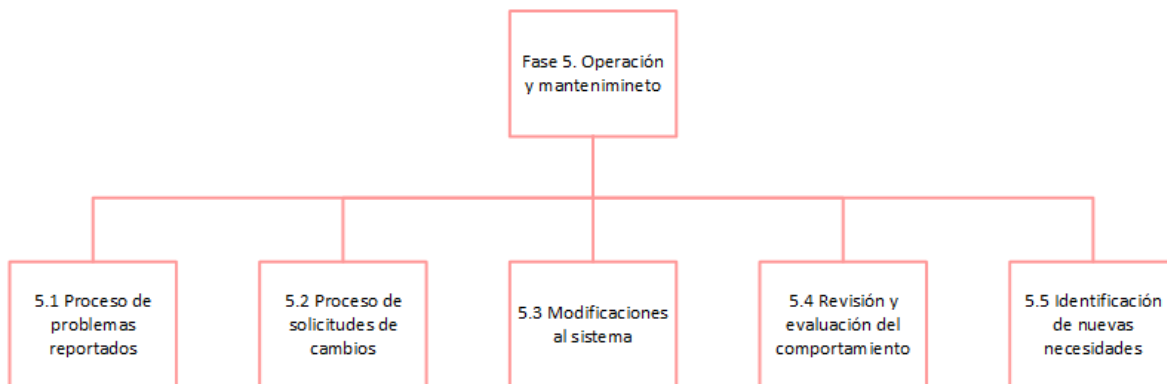 Fase 5. Operación
y mantenimineto
5.1 Proceso de
problemas
reportados
5.2 Proceso de
solicitudes de
cambios
5.3 Modificaciones
al sistema
5.4 Revisión y
evaluación del
comportamiento
5.5 Identificación
de nuevas
necesidades